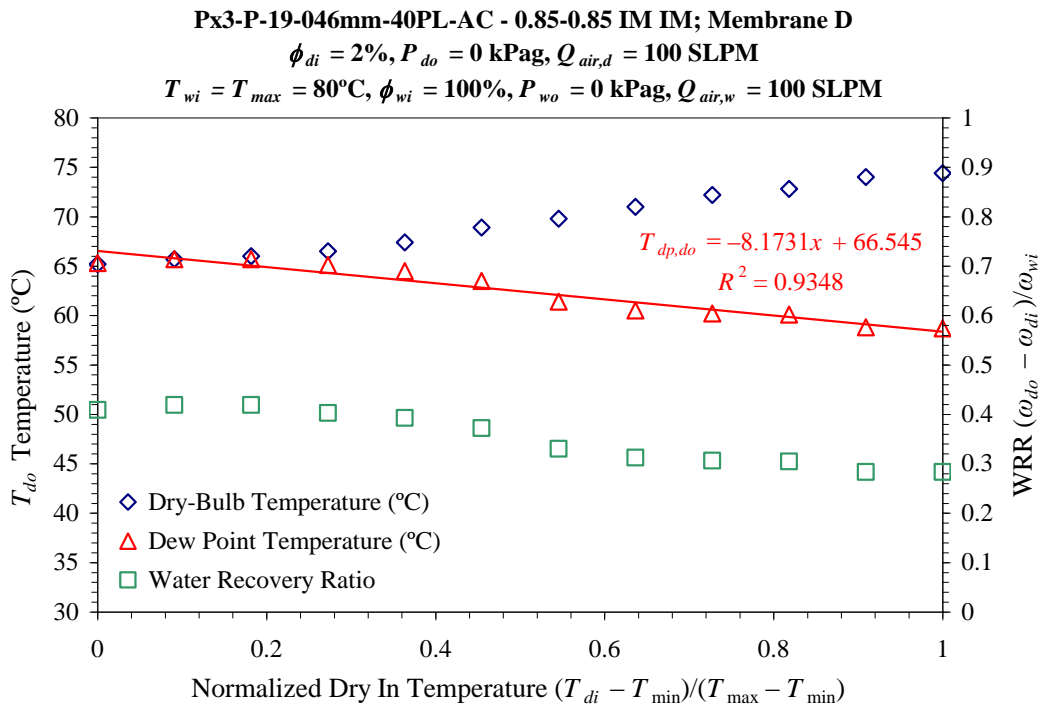 Px3-P-19-046mm-40PL-AC - 0.85-0.85 IM IM; Membrane D
ϕdi = 2%, Pdo = 0 kPag, Qair,d = 100 SLPM
Twi = Tmax = 80ºC, ϕwi = 100%, Pwo = 0 kPag, Qair,w = 100 SLPM
80
75
70
65
60
55
50
45
40
35
30
Tdo Temperature (ºC)
1
0.9
0.8
0.7
0.6
0.5
0.4
0.3
0.2
0.1
0
WRR (ωdo − ωdi)/ωwi
Tdp,do = −8.1731x + 66.545
R² = 0.9348
Dry-Bulb Temperature (ºC)
Dew Point Temperature (ºC)
Water Recovery Ratio
0 0.2 0.4 0.6 0.8 1
Normalized Dry In Temperature (Tdi − Tmin)/(Tmax − Tmin)